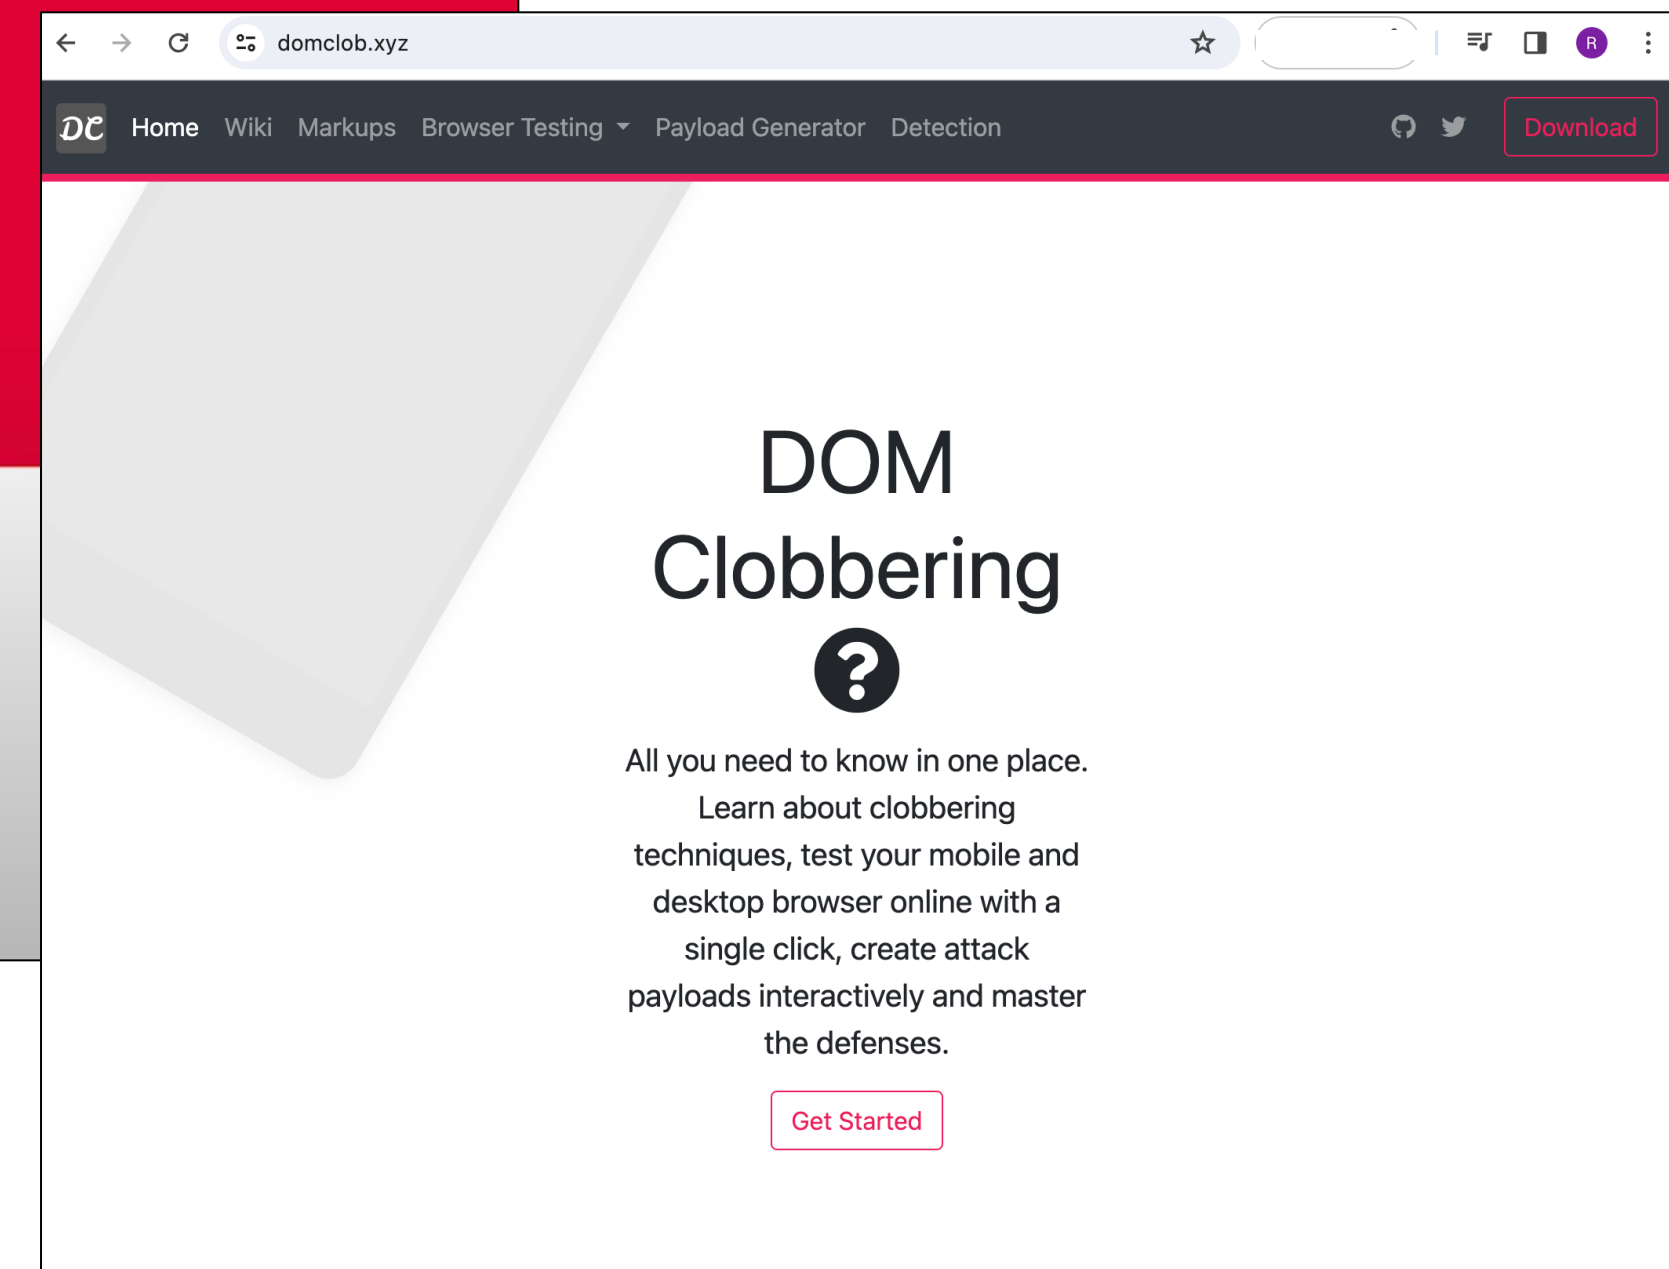 domclob.xyz
R
DC Home Wiki Markups Browser Testing Payload Generator Detection Download
DOM
Clobbering
?
All you need to know in one place.
Learn about clobbering
techniques, test your mobile and
desktop browser online with a
single click, create attack
payloads interactively and master
the defenses.
Get Started